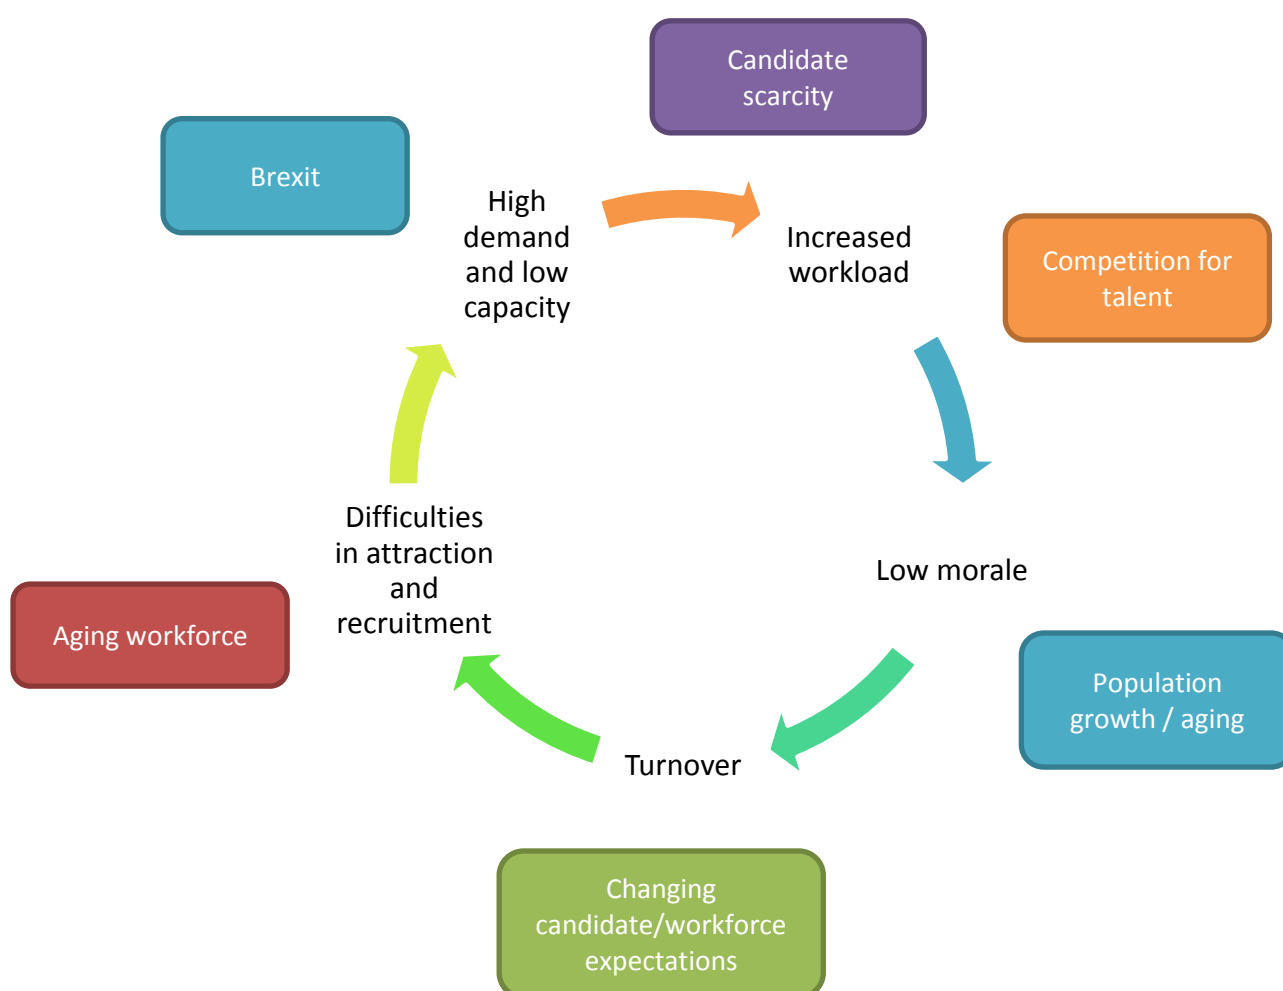 Candidate
scarcity
Brexit
High
demand
and low
capacity
Increased
workload
Competition for
talent
Difficulties
in attraction
and
recruitment
Low morale
Aging workforce
Population
growth / aging
Turnover
Changing
candidate/workforce
expectations